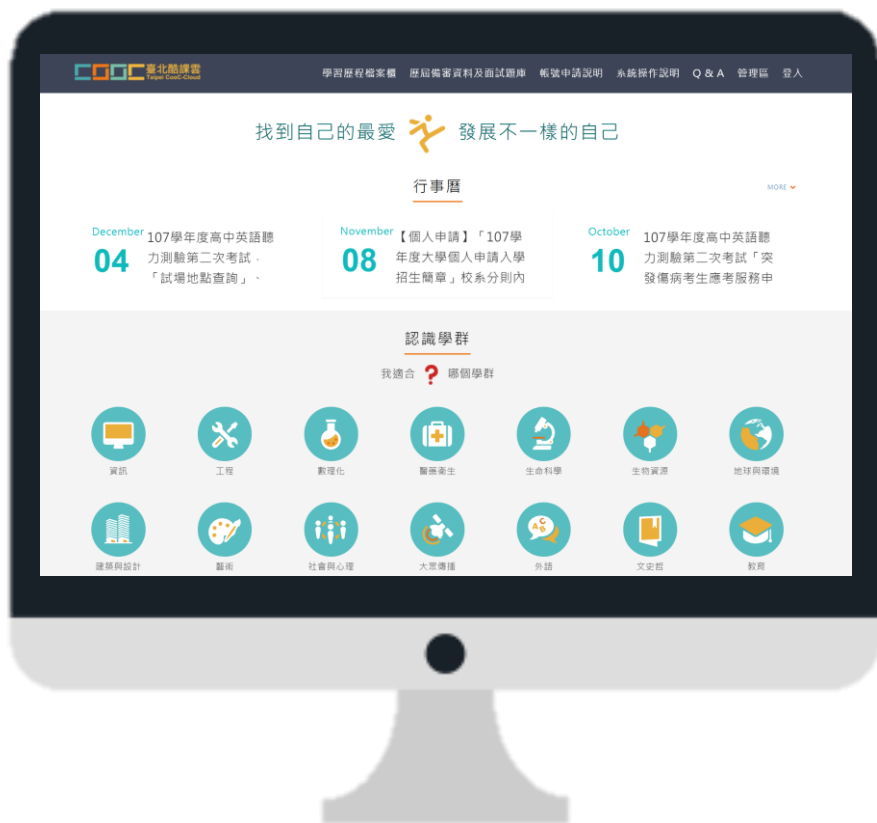 COOC 臺北酷課雲
Taipei CooC-Cloud
學習歷程檔案櫃 歷屆備審資料及面試題庫 帳號申請說明 系統操作說明 Q & A 管理區 登入
找到自己的最愛 發展不一樣的自己
行事曆
MORE
December
04
107學年度高中英語聽
力測驗第二次考試﹒
「試場地點查詢」、
November
08
【個人申請】「107學
年度大學個人申請入學
招生簡章」校系分則內
October
10
107學年度高中英語聽
力測驗第二次考試「突
發傷病考生應考服務申
認識學群
我適合 ? 哪個學群
資訊 工程 數理化 醫藥衛生 生命科學 生物資源 地球與環境
A C B
建築與設計 藝術 社會與心理 大眾傳播 外語 文史哲 教育